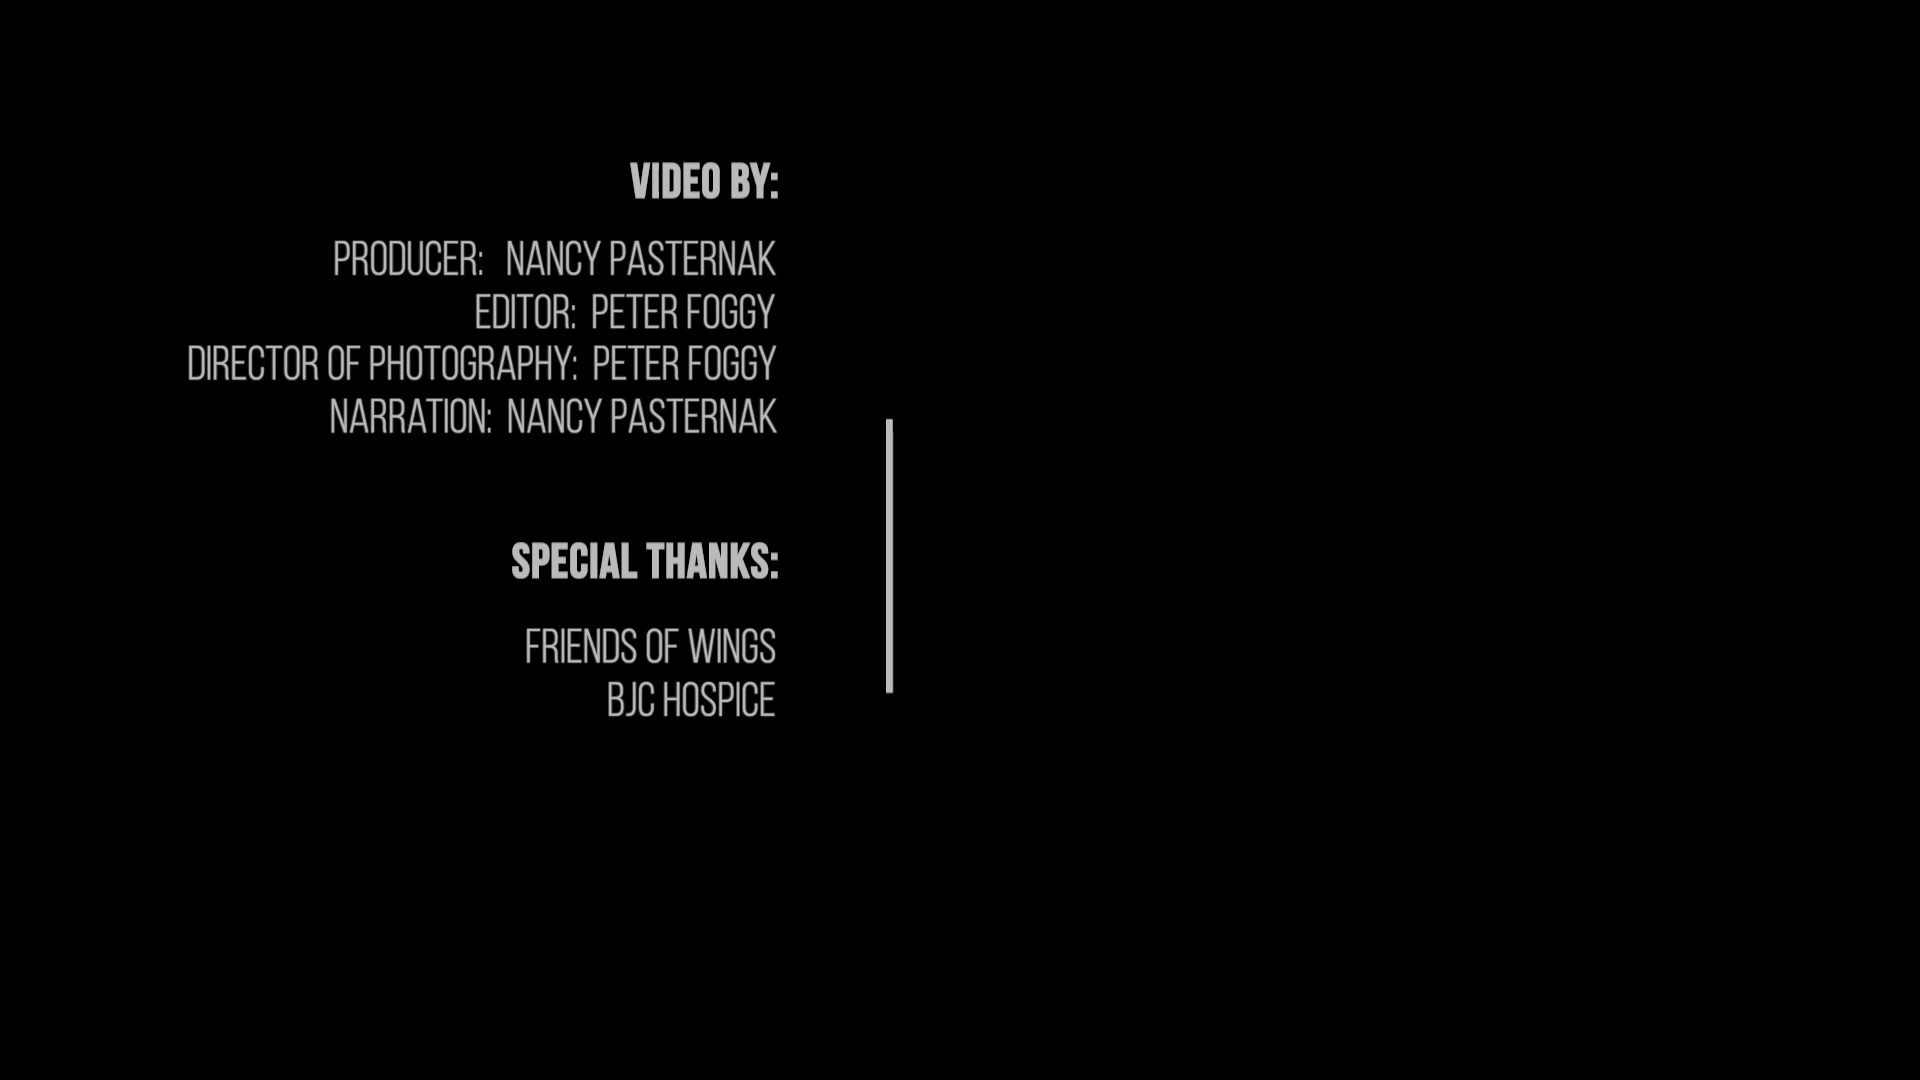 VIDEO BY:
PRODUCER: NANCY PASTERNAK
EDITOR: PETER FOGGY
DIRECTOR OF PHOTOGRAPHY: PETER FOGGY
NARRATION: NANCY PASTERNAK
SPECIAL THANKS:
FRIENDS OF WINGS
BJC HOSPICE